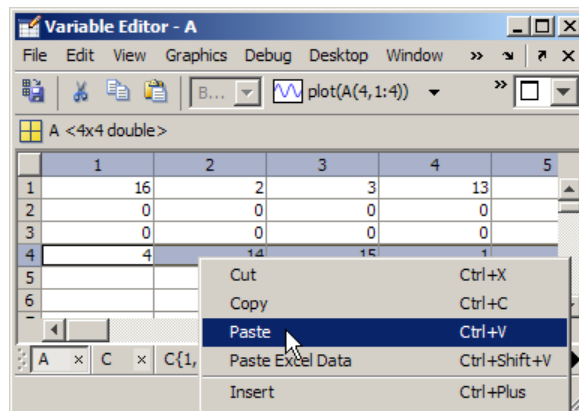 Variable Editor - A
File Edit View Graphics Debug Desktop Window »
B... plot(A(4,1:4)) »
A <4x4 double>
1 2 3 4 5
1 16 2 3 13
2 0 0 0 0
3 0 0 0 0
4 4 14 15 1
5
6
Cut Ctrl+X
Copy Ctrl+C
Paste Ctrl+V
Paste Excel Data Ctrl+Shift+V
Insert Ctrl+Plus
A × C × C{1,